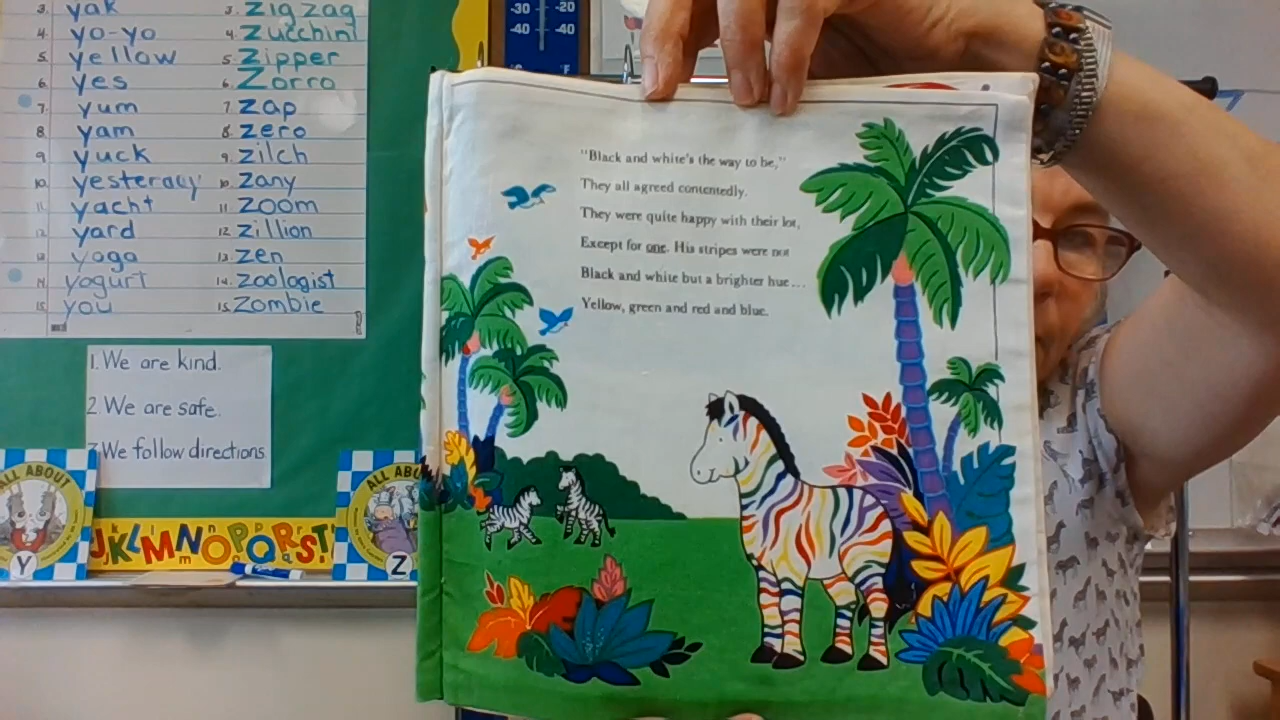 3. yak
4. yo-yo
5. yellow
6. yes
7. yum
8. yam
9. yuck
10. yesterday
11. yacht
12. yard
13. yoga
14. yogurt
15. you
3. zigzag
4. Zucchini
5. Zipper
6. Zorro
7. zap
8. zero
9. zilch
10. Zany
11. Zoom
12. Zillion
13. zen
14. zoologist
15. Zombie
-30 -20
-40 -40
°F
1. We are kind.
2. We are safe.
3. We follow directions.
ALL ABOUT
Y
JKLMNOPQRST
ALL ABOU
Z
"Black and white's the way to be,"
They all agreed contentedly.
They were quite happy with their lot,
Except for one. His stripes were not
Black and white but a brighter hue...
Yellow, green and red and blue.